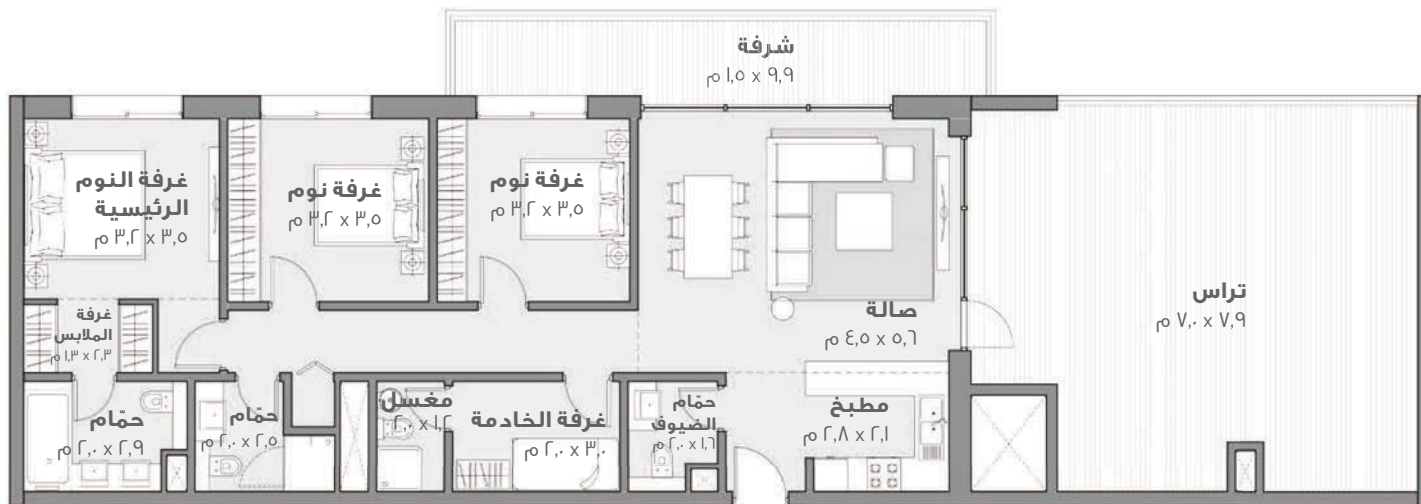 شرفة
١,٥ x ٩,٩ م
غرفة النوم
الرئيسية
٣,٢ x ٣,٥ م
غرفة نوم
٣,٢ x ٣,٥ م
غرفة نوم
٣,٢ x ٣,٥ م
صالة
٤,٥ x ٥,٦ م
تراس
٧,٠ x ٧,٩ م
غرفة
الملابس
١,٣ x ٢,٣ م
حمّام
٢,٠ x ٢,٩ م
حمّام
٢,٠ x ٢,٥ م
مغسل
٢,٠ x ١,٢
غرفة الخادمة
٢,٠ x ٣,٠ م
حمّام
الضيوف
٢,٠ x ١,٦ م
مطبخ
٢,٨ x ٢,١ م